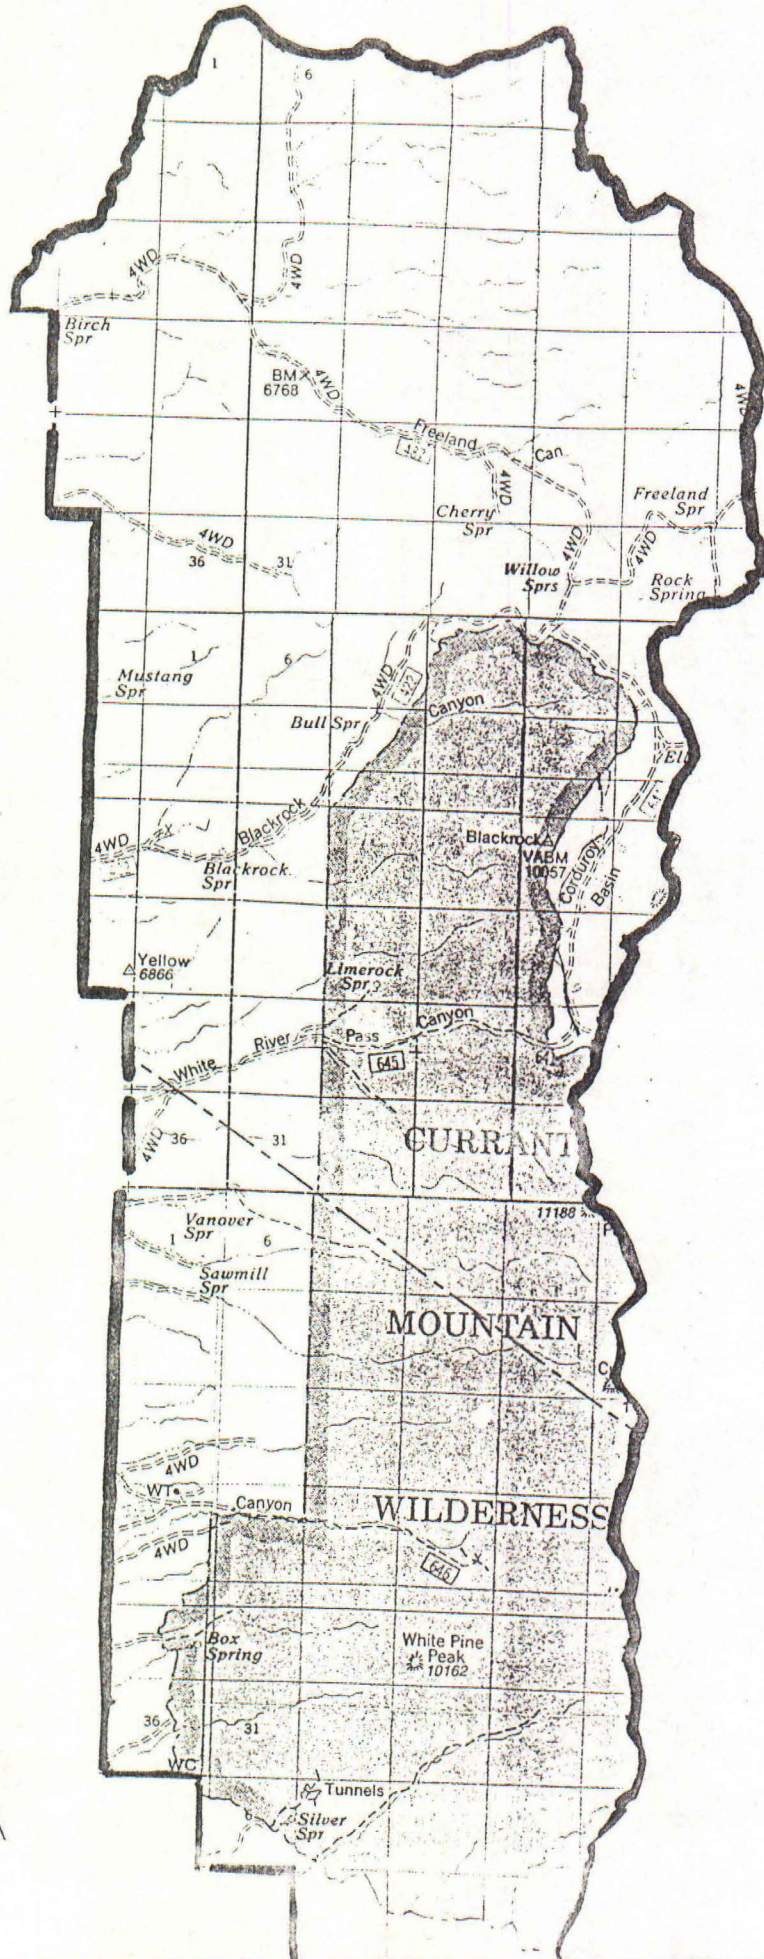 1
6
4WD
4WD
Birch
Spr
BM
6768
4WD
4WD
Freeland
Can
4WD
Cherry
Spr
Freeland
Spr
4WD
36
31
4WD
4WD
Willow
Sprs
Rock
Spring
1
6
Mustang
Spr
4WD
422
Canyon
Bull Spr
Blackrock
4WD
Blackrock
Spr
Blackrock
VABM
10057
Corduroy
Basin
Yellow
6866
Limerock
Spr
White River
Pass
Canyon
645
4WD
36
31
CURRANT
11188
Vanover
Spr
1
6
Sawmill
Spr
MOUNTAIN
4WD
WT
Canyon
WILDERNESS
4WD
646
Box
Spring
White Pine
Peak
10162
36
31
WC
Tunnels
6
Silver
Spr